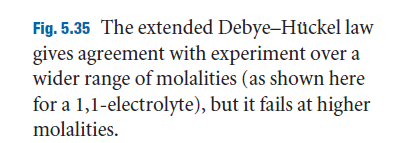 Fig. 5.35 The extended Debye–Hückel law
gives agreement with experiment over a
wider range of molalities (as shown here
for a 1,1-electrolyte), but it fails at higher
molalities.